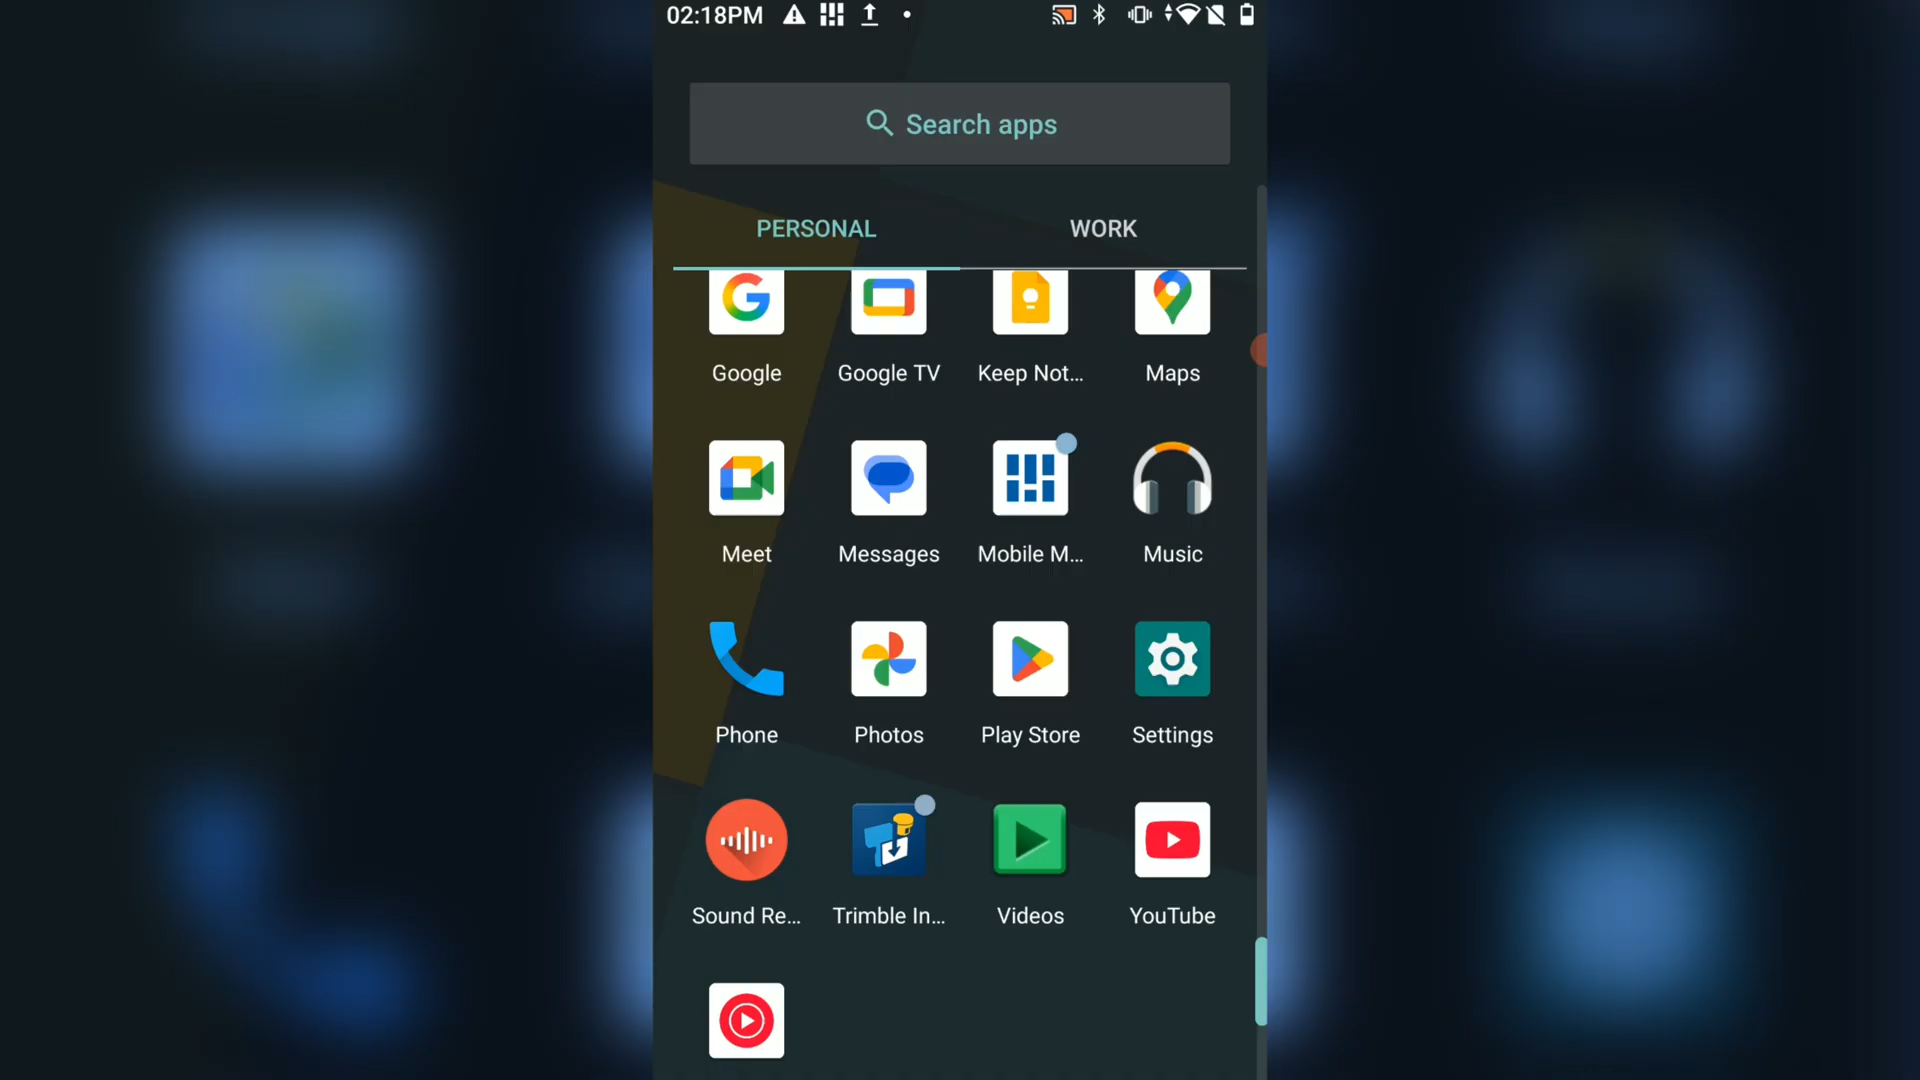 02:18PM
Search apps
PERSONAL WORK
Google Google TV Keep Not... Maps
Meet Messages Mobile M... Music
Phone Photos Play Store Settings
Sound Re... Trimble In... Videos YouTube